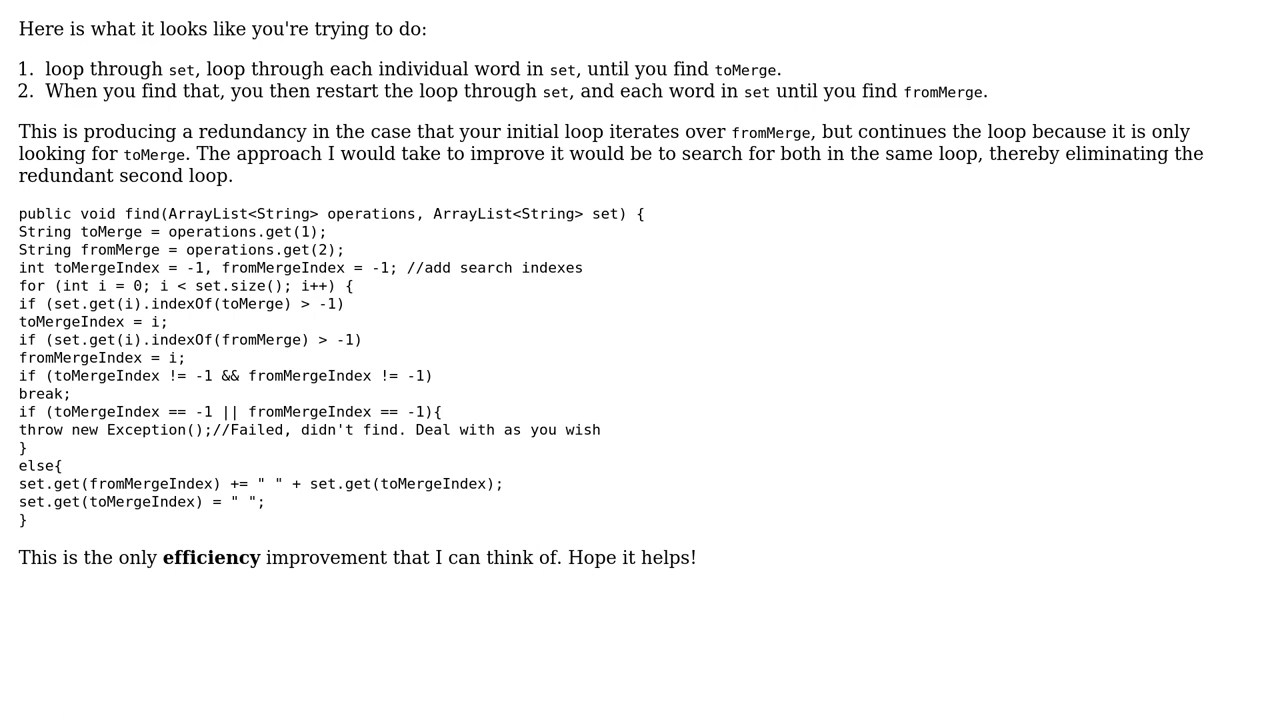 Here is what it looks like you're trying to do:
1. loop through set, loop through each individual word in set, until you find toMerge.
2. When you find that, you then restart the loop through set, and each word in set until you find fromMerge.
This is producing a redundancy in the case that your initial loop iterates over fromMerge, but continues the loop because it is only
looking for toMerge. The approach I would take to improve it would be to search for both in the same loop, thereby eliminating the
redundant second loop.
public void find(ArrayList<String> operations, ArrayList<String> set) {
String toMerge = operations.get(1);
String fromMerge = operations.get(2);
int toMergeIndex = -1, fromMergeIndex = -1; //add search indexes
for (int i = 0; i < set.size(); i++) {
if (set.get(i).indexOf(toMerge) > -1)
toMergeIndex = i;
if (set.get(i).indexOf(fromMerge) > -1)
fromMergeIndex = i;
if (toMergeIndex != -1 && fromMergeIndex != -1)
break;
if (toMergeIndex == -1 || fromMergeIndex == -1){
throw new Exception();//Failed, didn't find. Deal with as you wish
}
else{
set.get(fromMergeIndex) += " " + set.get(toMergeIndex);
set.get(toMergeIndex) = " ";
}
This is the only efficiency improvement that I can think of. Hope it helps!